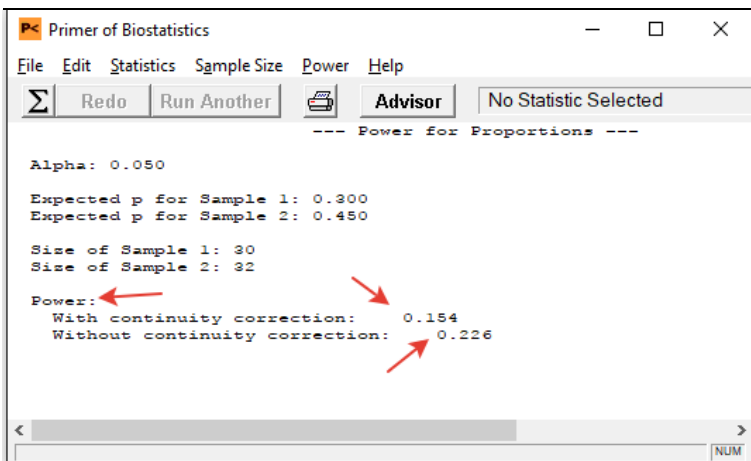 P< Primer of Biostatistics
File Edit Statistics Sample Size Power Help
Σ Redo Run Another Advisor No Statistic Selected
--- Power for Proportions ---
Alpha: 0.050
Expected p for Sample 1: 0.300
Expected p for Sample 2: 0.450
Size of Sample 1: 30
Size of Sample 2: 32
Power:
With continuity correction: 0.154
Without continuity correction: 0.226
NUM